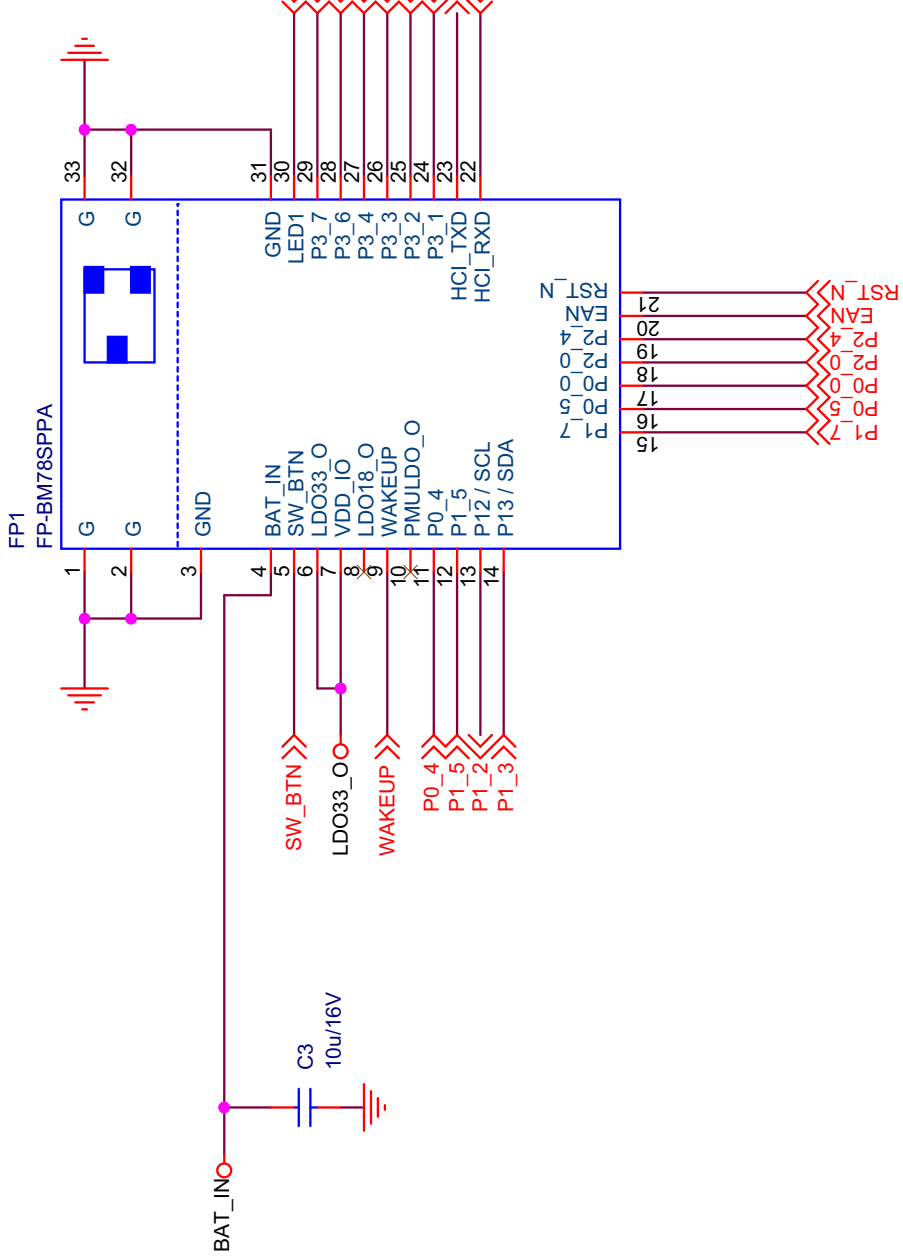 FP1
FP-BM78SPPA
33
32
31
30
29
28
27
26
25
24
23
22
G
G
GND
LED1
P3_7
P3_6
P3_4
P3_3
P3_2
P3_1
HCI_TXD
HCI_RXD
G
G
GND
BAT_IN
SW_BTN
LDO33_O
VDD_IO
LDO18_O
WAKEUP
PMULDO_O
P0_4
P1_5
P12 / SCL
P13 / SDA
1
2
3
4
5
6
7
8
9
10
11
12
13
14
RST_N
EAN
P2_4
P2_0
P0_0
P0_5
P1_7
21
20
19
18
17
16
15
RST_N
EAN
P2_4
P2_0
P0_0
P0_5
P1_7
SW_BTN
LDO33_O
WAKEUP
P0_4
P1_5
P1_2
P1_3
C3
10u/16V
BAT_IN